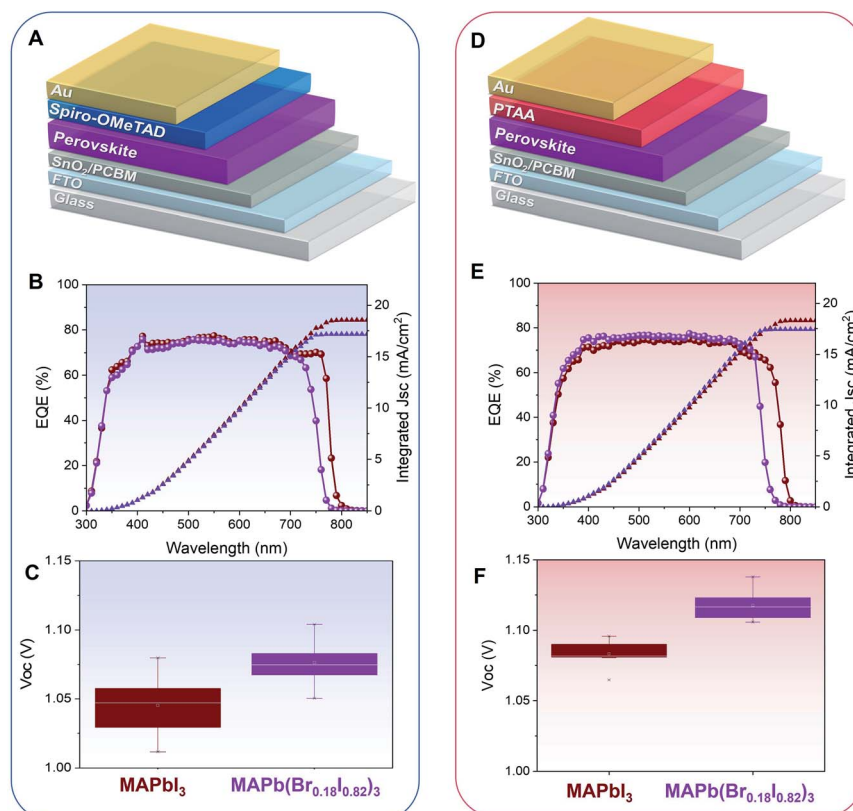 A
Au
Spiro-OMeTAD
Perovskite
SnO₂/PCBM
FTO
Glass
B
100
80
60
40
20
0
EQE (%)
20
15
10
5
0
Integrated Jsc (mA/cm²)
300 400 500 600 700 800
Wavelength (nm)
C
1.15
1.10
1.05
1.00
Voc (V)
MAPbI₃ MAPb(Br₀.₁₈I₀.₈₂)₃
D
Au
PTAA
Perovskite
SnO₂/PCBM
FTO
Glass
E
100
80
60
40
20
0
EQE (%)
20
15
10
5
0
Integrated Jsc (mA/cm²)
300 400 500 600 700 800
Wavelength (nm)
F
1.15
1.10
1.05
1.00
Voc (V)
MAPbI₃ MAPb(Br₀.₁₈I₀.₈₂)₃